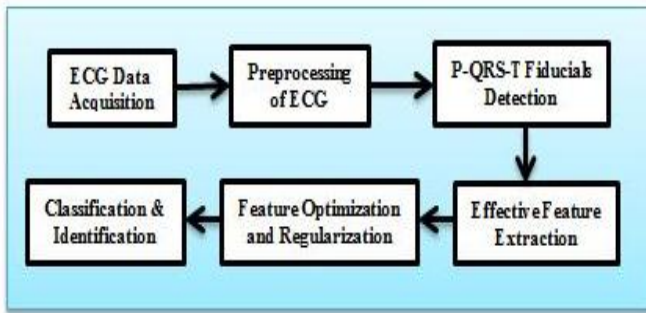 ECG Data
Acquisition
Preprocessing
of ECG
P-QRS-T Fiducials
Detection
Effective Feature
Extraction
Feature Optimization
and Regularization
Classification &
Identification